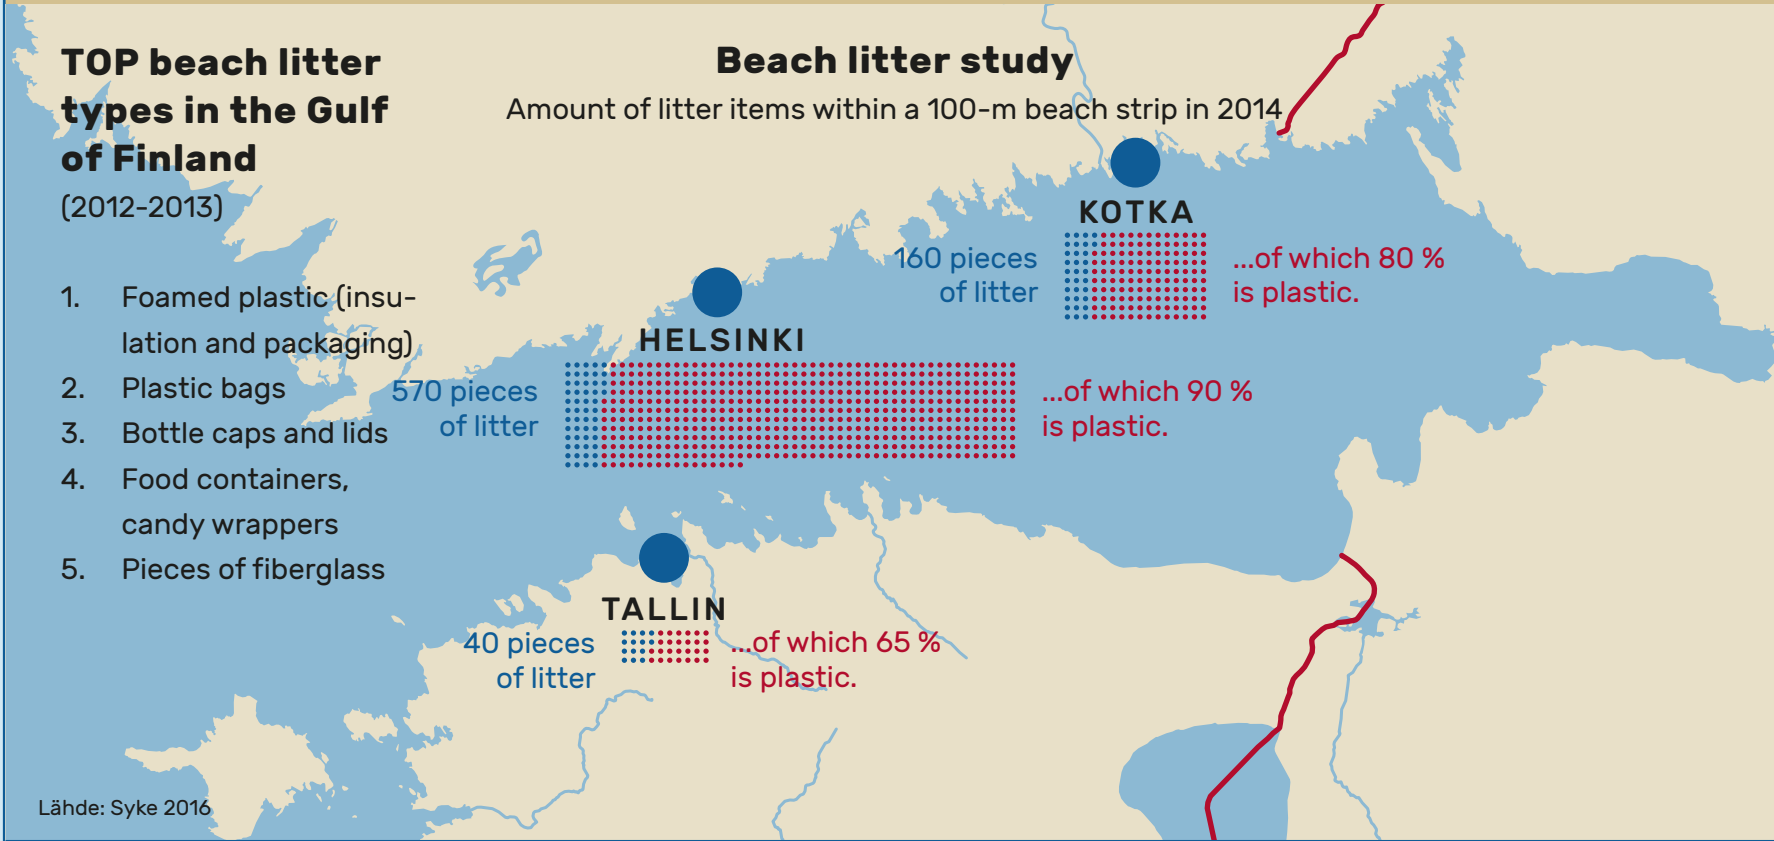 TOP beach litter
types in the Gulf
of Finland
(2012-2013)
1. Foamed plastic (insu-
lation and packaging)
2. Plastic bags
3. Bottle caps and lids
4. Food containers,
candy wrappers
5. Pieces of fiberglass
Beach litter study
Amount of litter items within a 100-m beach strip in 2014
KOTKA
160 pieces
of litter
...of which 80 %
is plastic.
HELSINKI
570 pieces
of litter
...of which 90 %
is plastic.
TALLIN
40 pieces
of litter
...of which 65 %
is plastic.
Lähde: Syke 2016